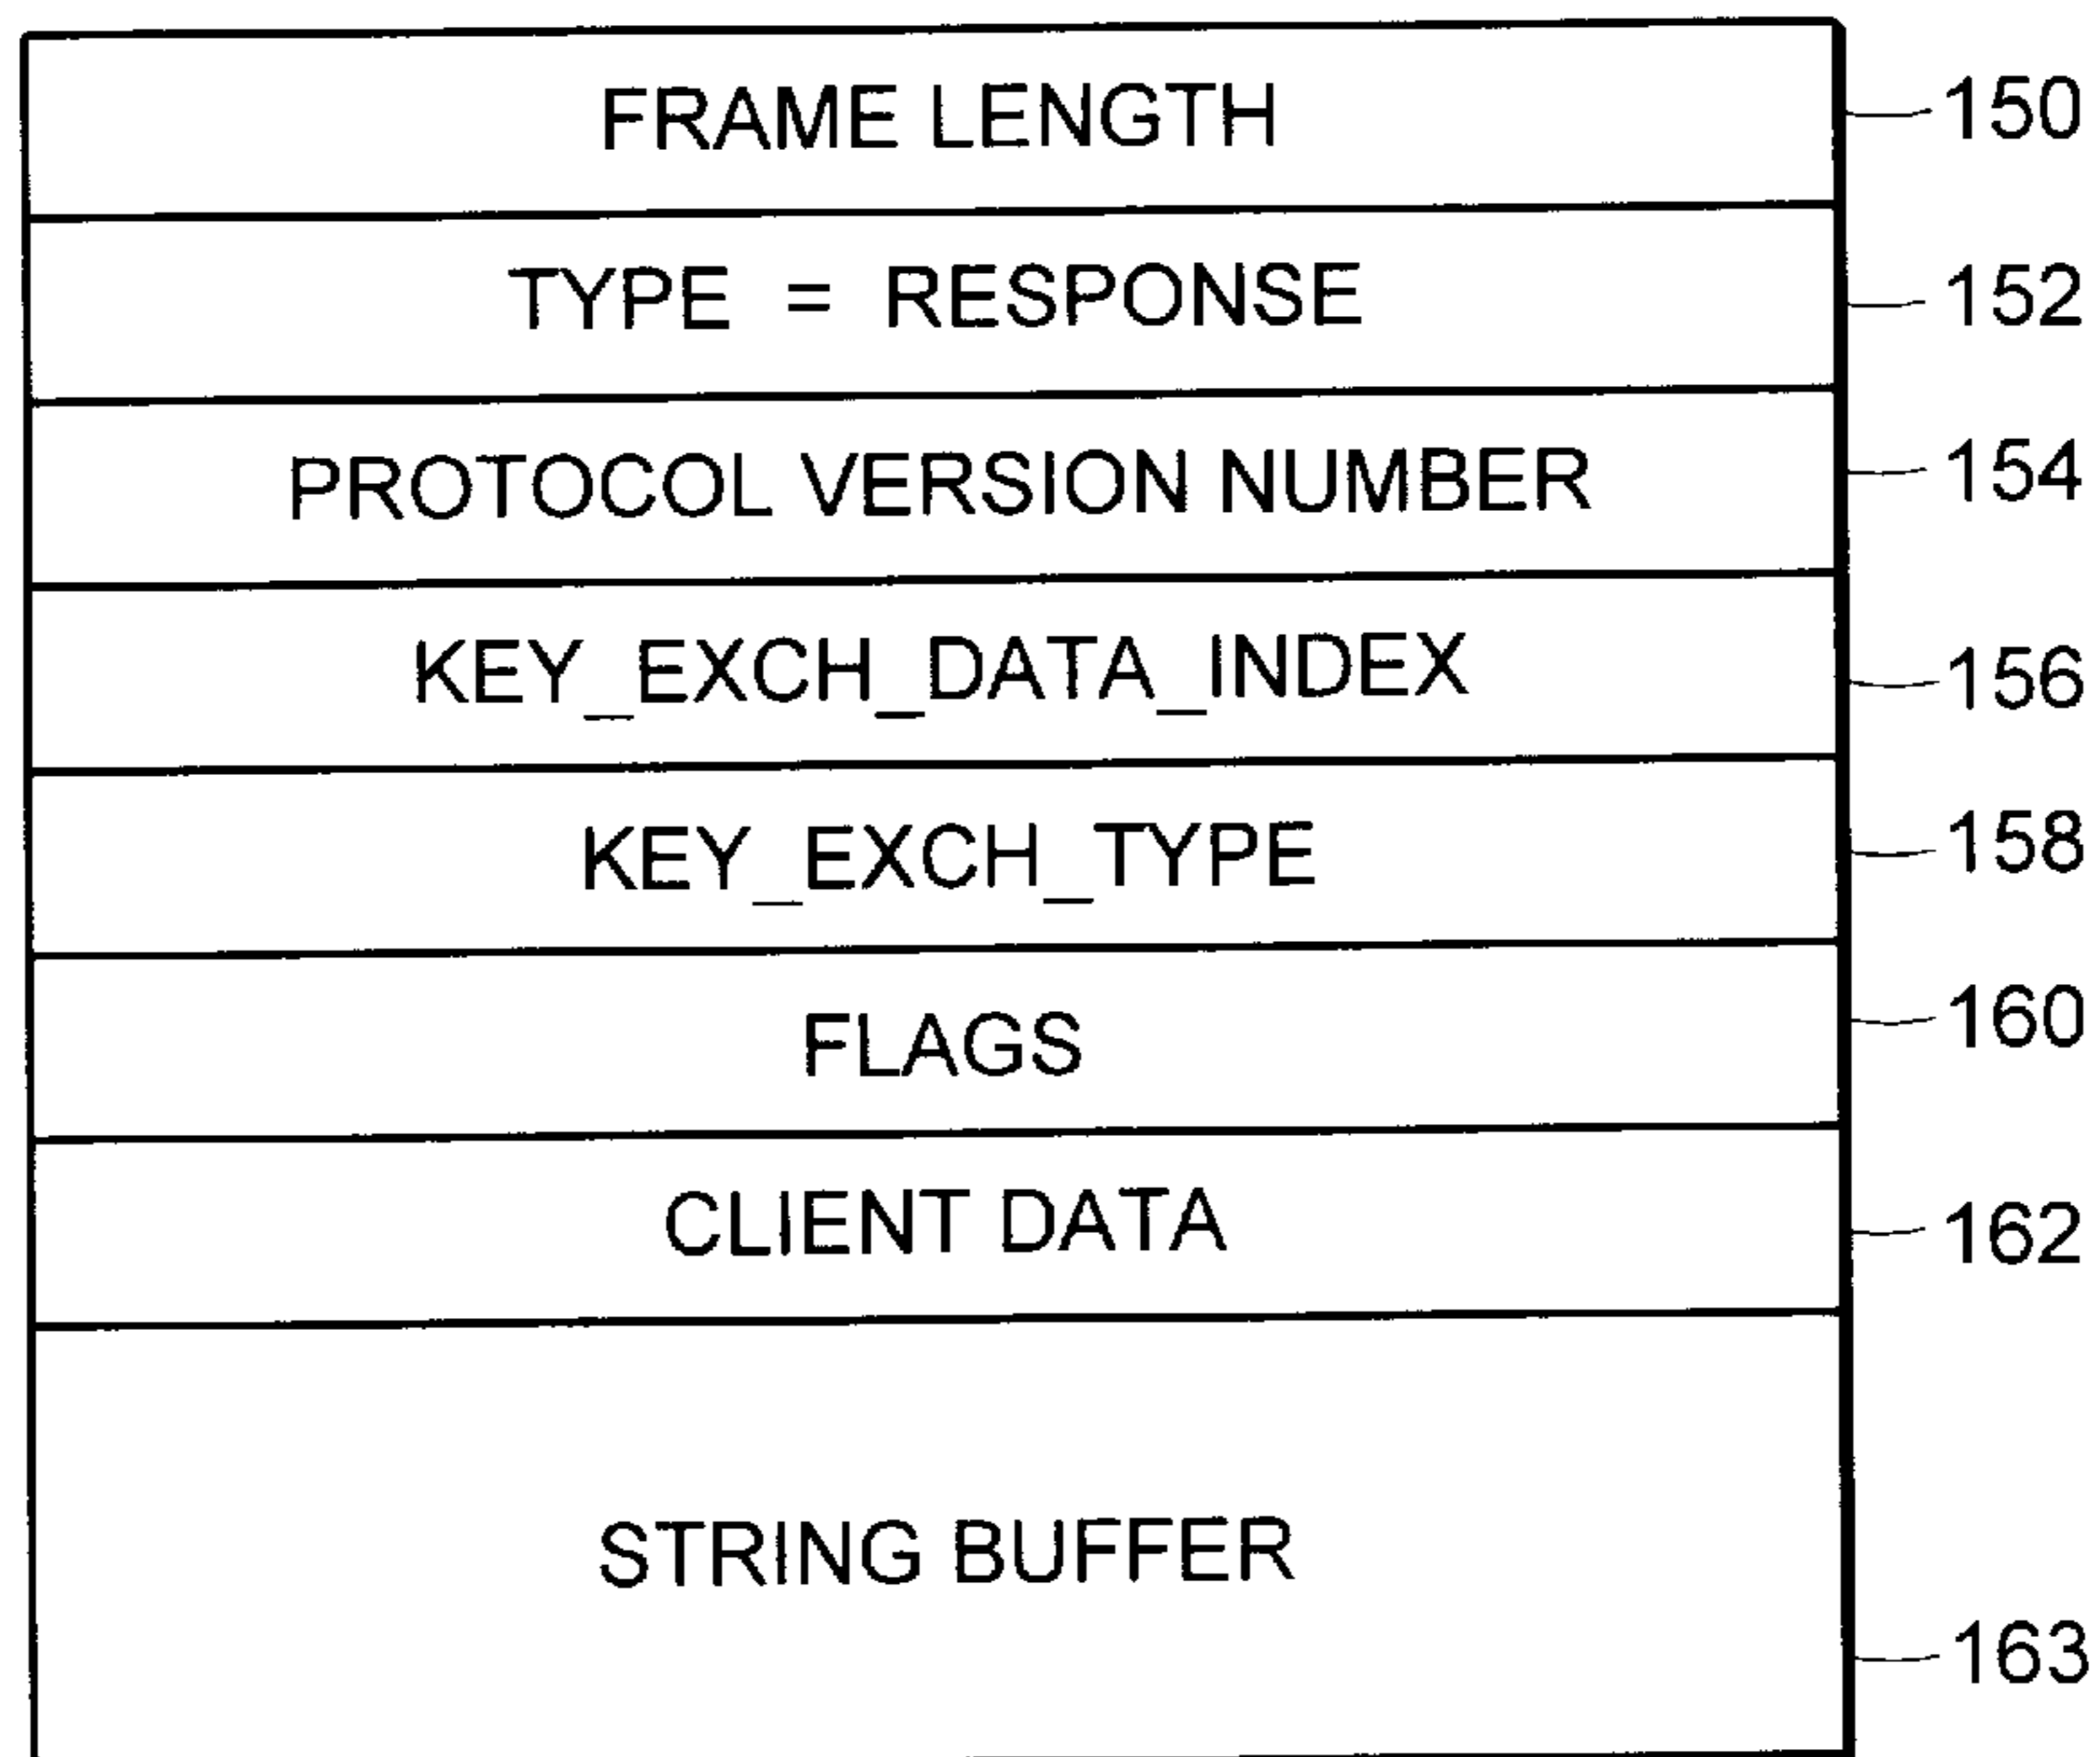 FRAME LENGTH 150
TYPE = RESPONSE 152
PROTOCOL VERSION NUMBER 154
KEY_EXCH_DATA_INDEX 156
KEY_EXCH_TYPE 158
FLAGS 160
CLIENT DATA 162
STRING BUFFER
163